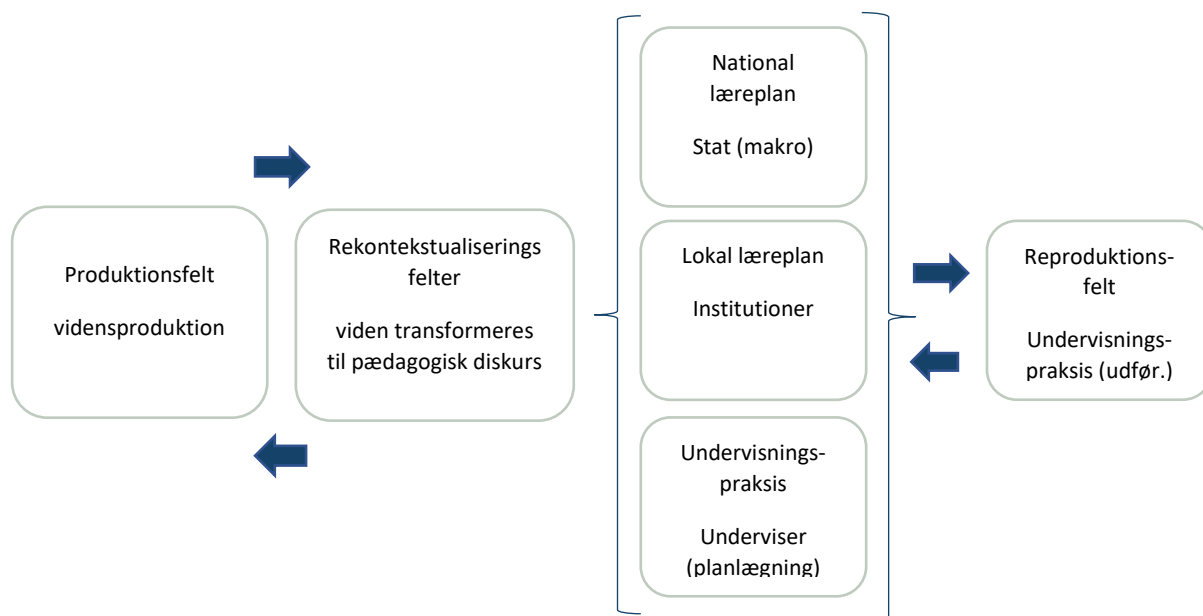 Produktionsfelt
vidensproduktion
Rekontekstualiserings
felter
viden transformeres
til pædagogisk diskurs
National
læreplan
Stat (makro)
Lokal læreplan
Institutioner
Undervisnings-
praksis
Underviser
(planlægning)
Reproduktions-
felt
Undervisnings-
praksis (udfør.)